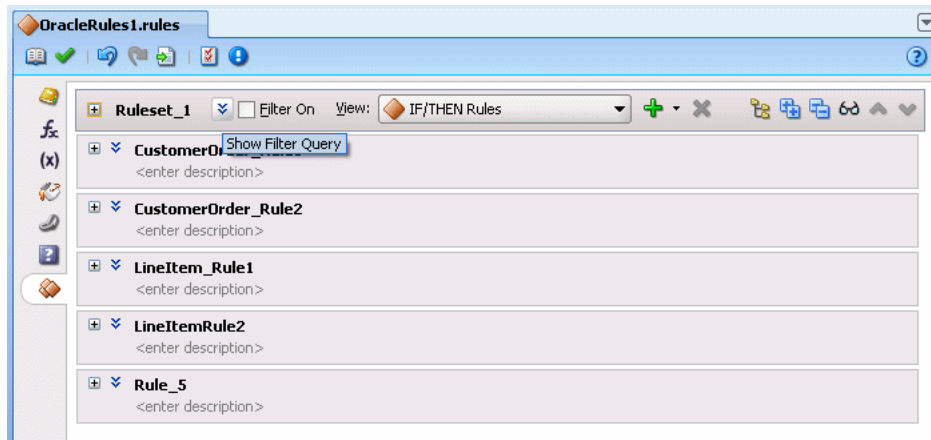 OracleRules1.rules
Ruleset_1 Filter On View: IF/THEN Rules
Show Filter Query
<enter description>
CustomerOrder_Rule2
<enter description>
LineItem_Rule1
<enter description>
LineItemRule2
<enter description>
Rule_5
<enter description>
fx
(x)
?